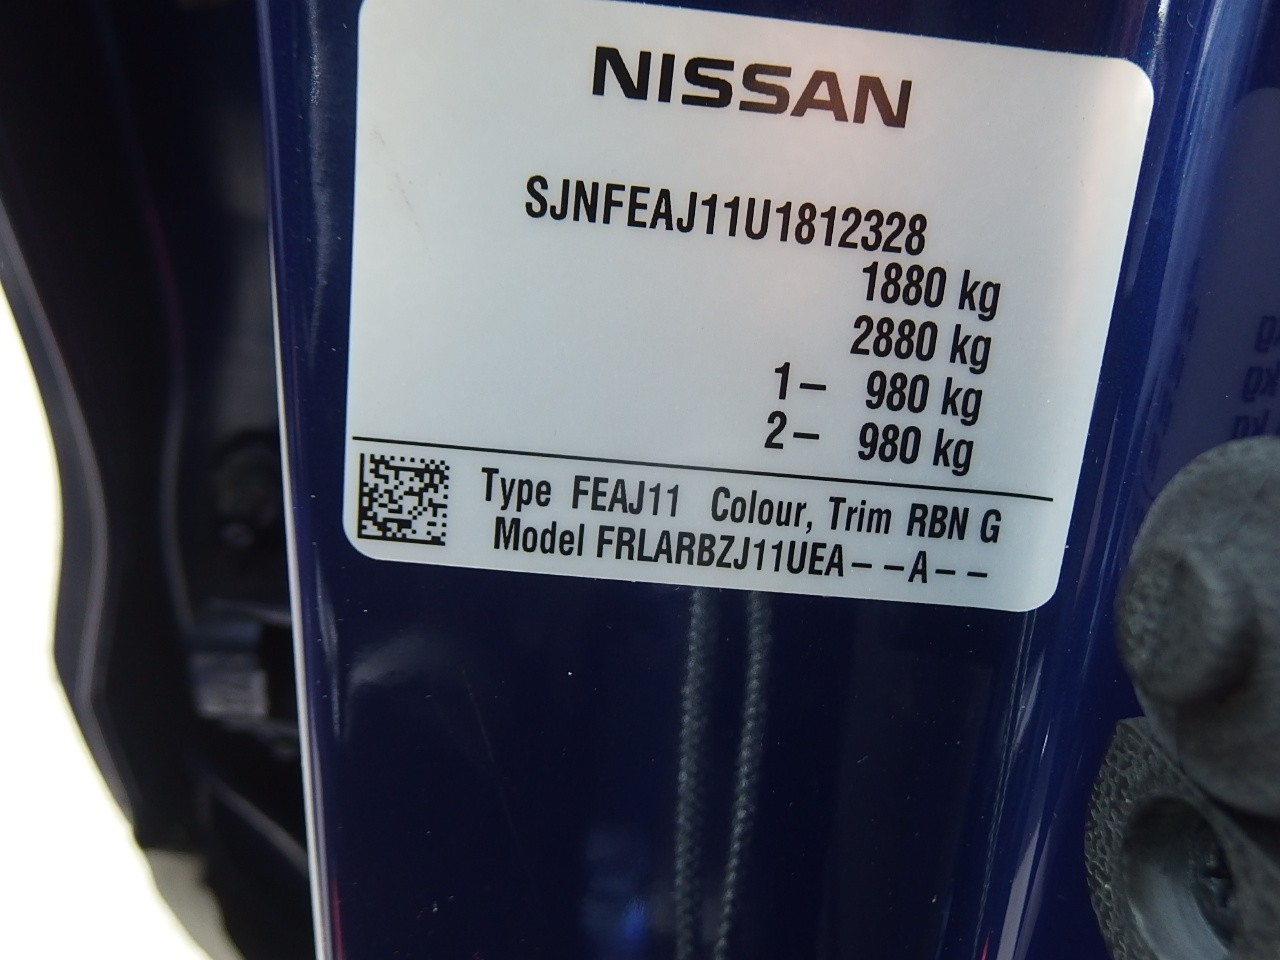 NISSAN
SJNFEAJ11U1812328
1880 kg
2880 kg
1– 980 kg
2– 980 kg
Type FEAJ11 Colour, Trim RBN G
Model FRLARBZJ11UEA––A––